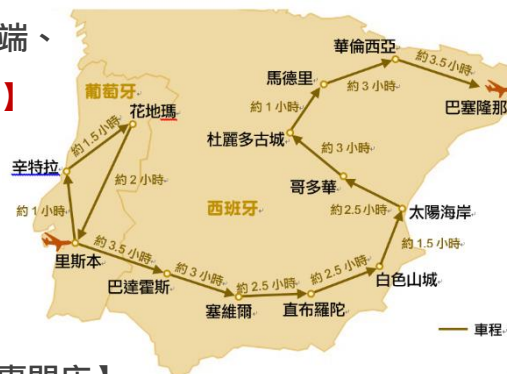 端、
】
葡萄牙
花地瑪
約 1.5 小時
辛特拉
約 2 小時
約 1 小時
里斯本
約 3.5 小時
巴達霍斯
約 3 小時
塞維爾
約 2.5 小時
直布羅陀
約 2.5 小時
白色山城
約 1.5 小時
太陽海岸
約 2.5 小時
哥多華
約 3 小時
杜麗多古城
約 1 小時
馬德里
約 3 小時
華倫西亞
約 3.5 小時
巴塞隆那
西班牙
車程